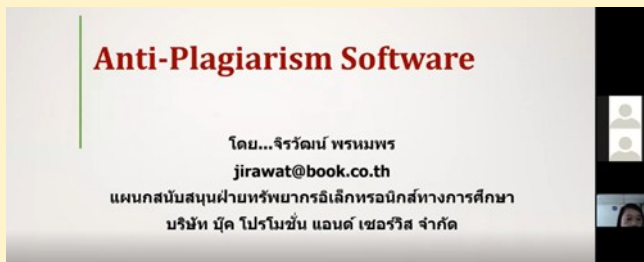 Anti-Plagiarism Software
โดย...จิรวัฒน์ พรหมพร
jirawat@book.co.th
แผนกสนับสนุนฝ่ายทรัพยากรอิเล็กทรอนิกส์ทางการศึกษา
บริษัท บุ๊ค โปรโมชั่น แอนด์ เซอร์วิส จำกัด